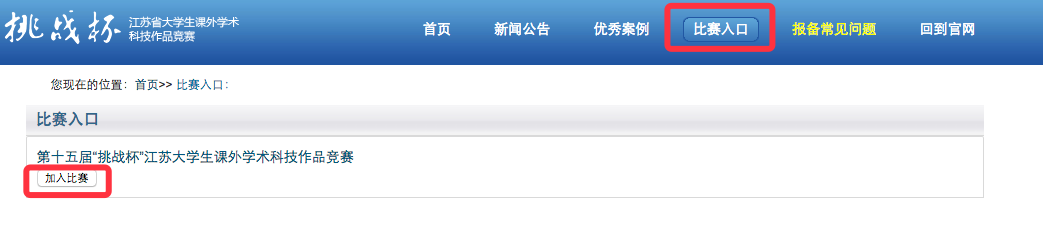 挑战杯
江苏省大学生课外学术
科技作品竞赛
首页 新闻公告 优秀案例 比赛入口 报备常见问题 回到官网
您现在的位置：首页>> 比赛入口：
比赛入口
第十五届“挑战杯”江苏大学生课外学术科技作品竞赛
加入比赛